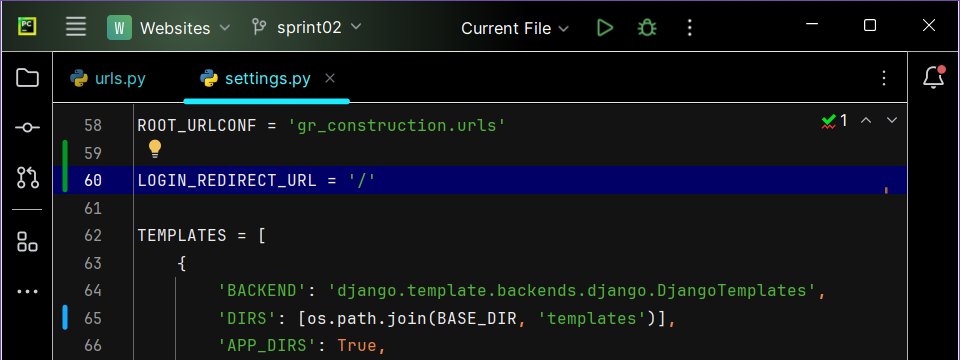 PC
W Websites sprint02 Current File
urls.py settings.py
58 ROOT_URLCONF = 'gr_construction.urls' 1
59
60 LOGIN_REDIRECT_URL = '/'
61
62 TEMPLATES = [
63 {
64 'BACKEND': 'django.template.backends.django.DjangoTemplates',
65 'DIRS': [os.path.join(BASE_DIR, 'templates')],
66 'APP_DIRS': True,